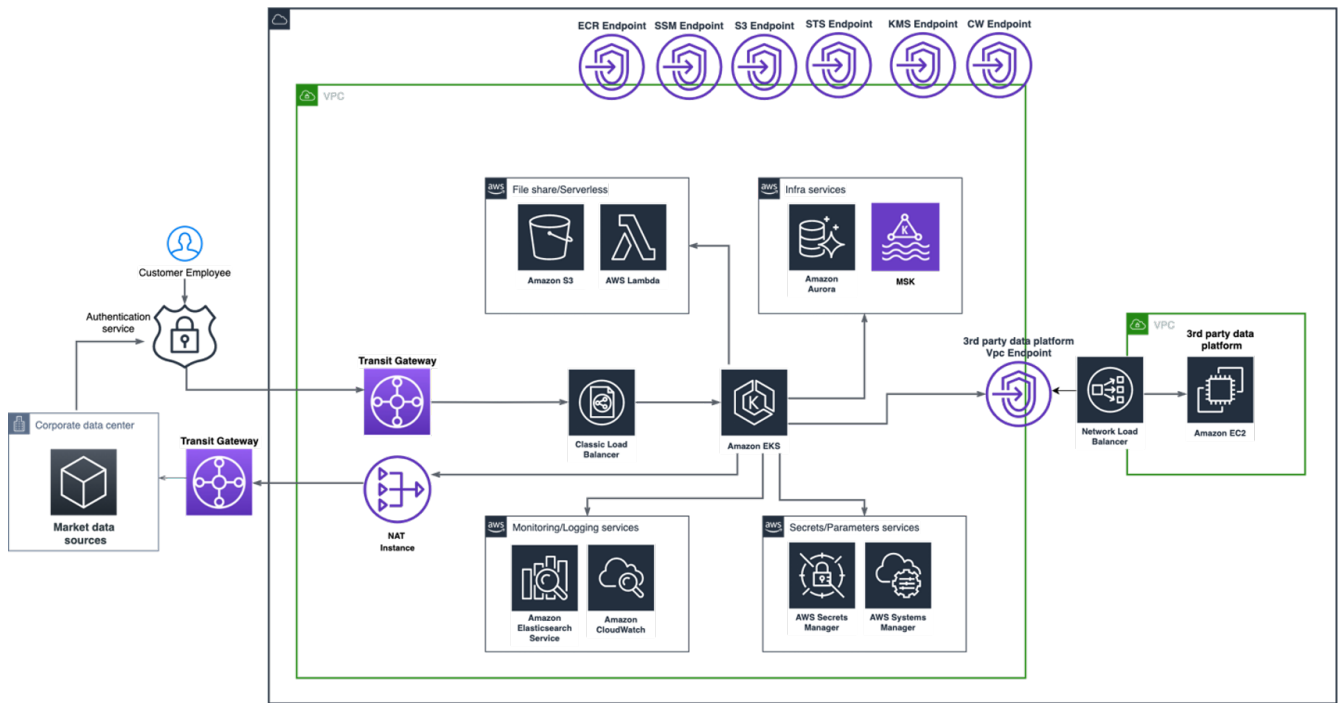 ECR Endpoint
SSM Endpoint
S3 Endpoint
STS Endpoint
KMS Endpoint
CW Endpoint
VPC
aws
File share/Serverless
Amazon S3
AWS Lambda
aws
Infra services
Amazon
Aurora
K
MSK
Customer Employee
Authentication
service
Transit Gateway
Classic Load
Balancer
K
Amazon EKS
3rd party data platform
Vpc Endpoint
VPC
3rd party data
platform
Network Load
Balancer
Amazon EC2
Corporate data center
Market data
sources
Transit Gateway
NAT
Instance
aws
Monitoring/Logging services
Amazon
Elasticsearch
Service
Amazon
CloudWatch
aws
Secrets/Parameters services
AWS Secrets
Manager
AWS Systems
Manager